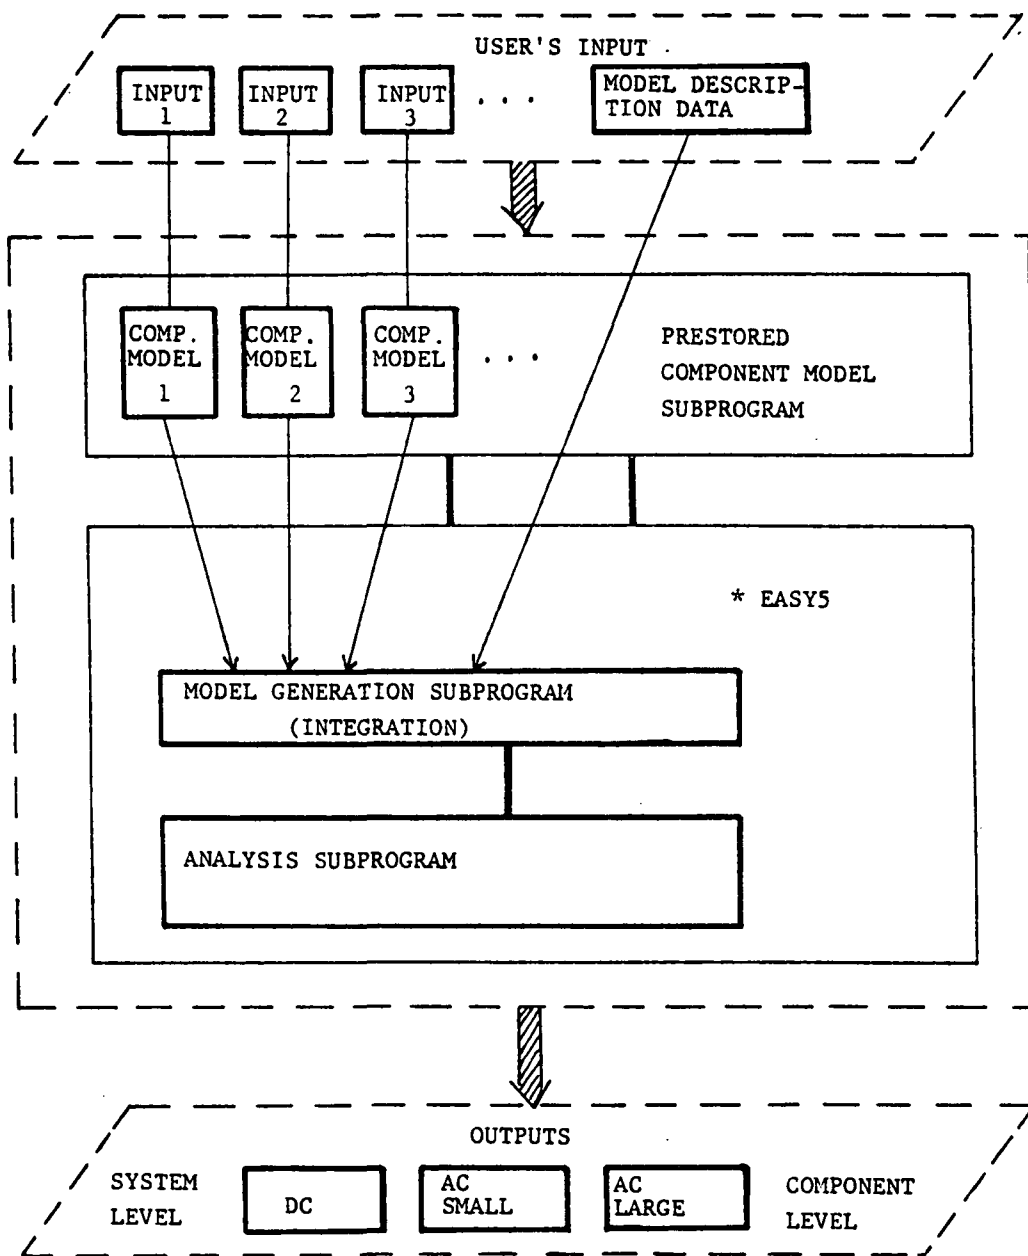 USER'S INPUT
INPUT
1
INPUT
2
INPUT
3
. . .
MODEL DESCRIP-
TION DATA
COMP.
MODEL
1
COMP.
MODEL
2
COMP.
MODEL
3
. . .
PRESTORED
COMPONENT MODEL
SUBPROGRAM
* EASY5
MODEL GENERATION SUBPROGRAM
(INTEGRATION)
ANALYSIS SUBPROGRAM
OUTPUTS
SYSTEM
LEVEL
DC
AC
SMALL
AC
LARGE
COMPONENT
LEVEL